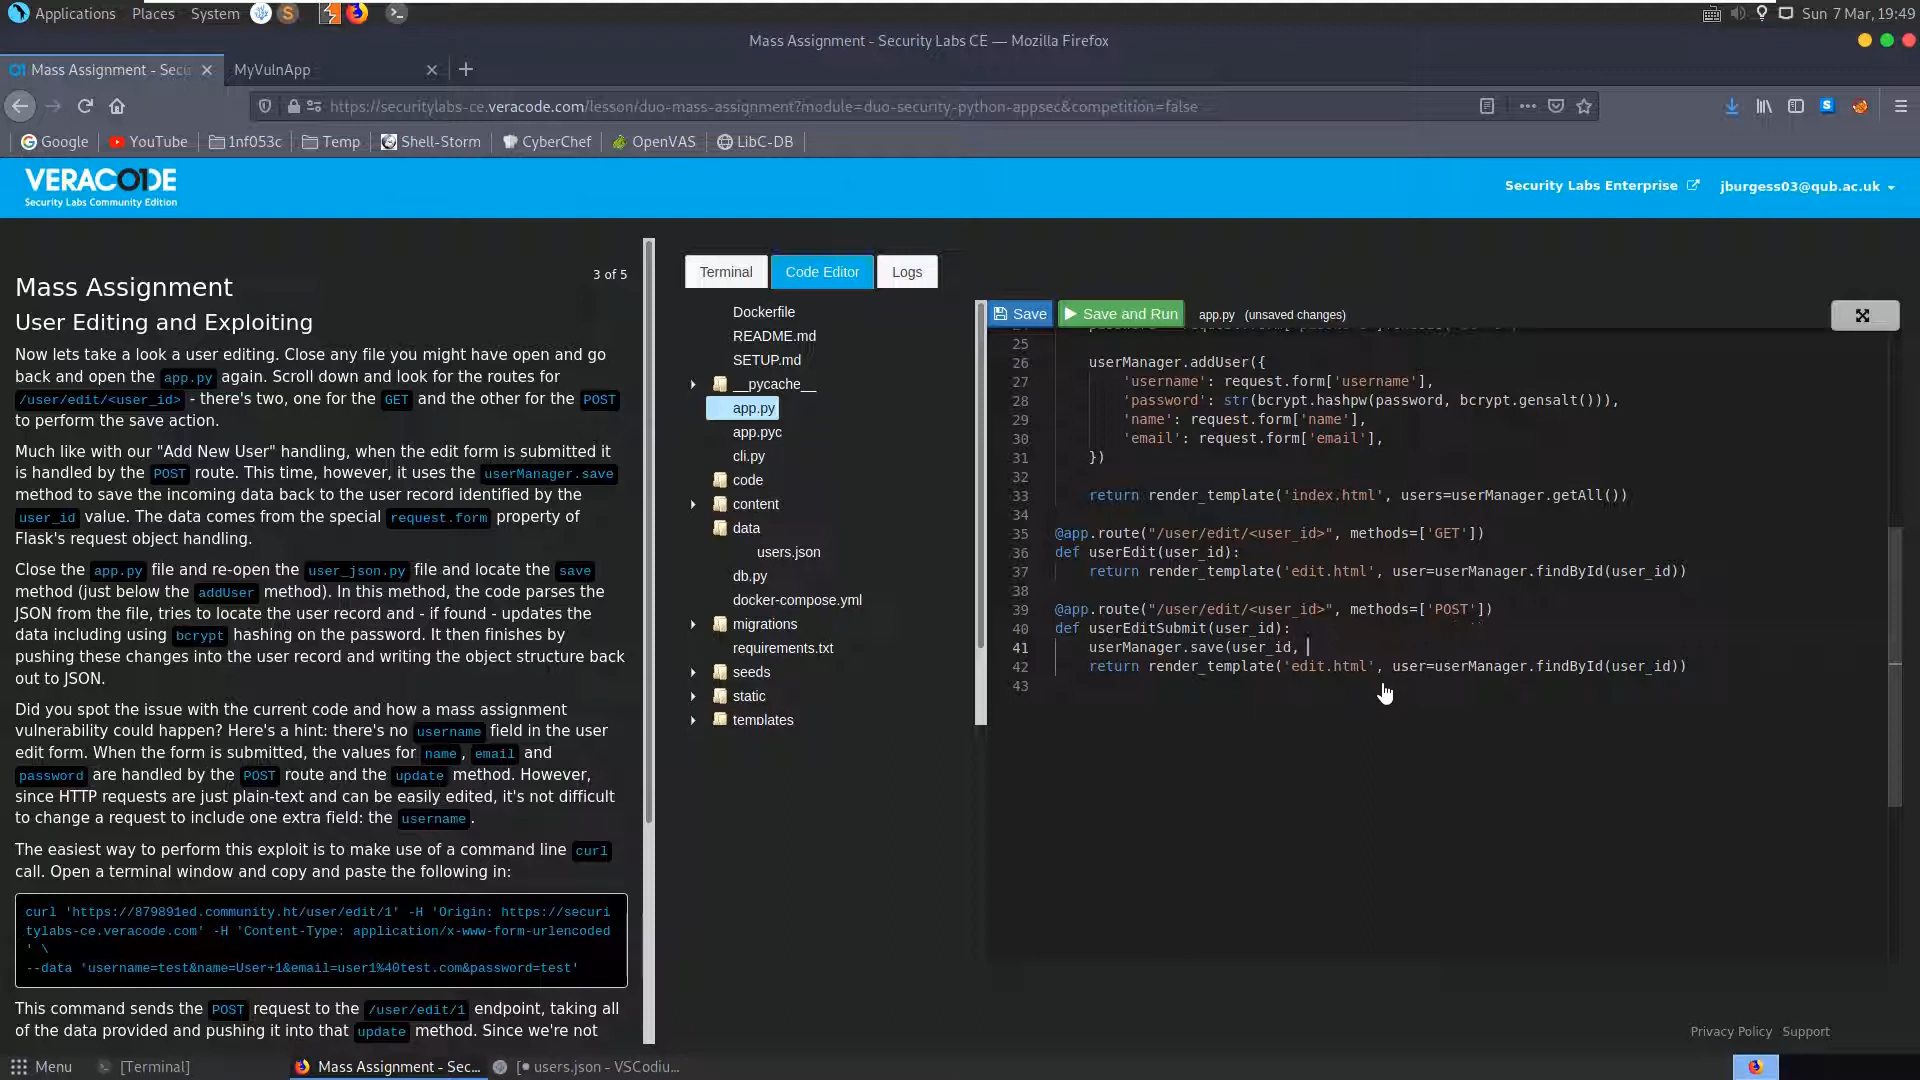 Applications Places System
Sun 7 Mar, 19:49
Mass Assignment - Security Labs CE — Mozilla Firefox
Mass Assignment - Secu
MyVulnApp
https://securitylabs-ce.veracode.com/lesson/duo-mass-assignment?module=duo-security-python-appsec&competition=false
Google YouTube 1nf053c Temp Shell-Storm CyberChef OpenVAS LibC-DB
VERACODE
Security Labs Community Edition
Security Labs Enterprise
jburgess03@qub.ac.uk
3 of 5
Mass Assignment
User Editing and Exploiting
Now lets take a look a user editing. Close any file you might have open and go
back and open the app.py again. Scroll down and look for the routes for
/user/edit/<user_id> - there's two, one for the GET and the other for the POST
to perform the save action.
Much like with our "Add New User" handling, when the edit form is submitted it
is handled by the POST route. This time, however, it uses the userManager.save
method to save the incoming data back to the user record identified by the
user_id value. The data comes from the special request.form property of
Flask's request object handling.
Close the app.py file and re-open the user_json.py file and locate the save
method (just below the addUser method). In this method, the code parses the
JSON from the file, tries to locate the user record and - if found - updates the
data including using bcrypt hashing on the password. It then finishes by
pushing these changes into the user record and writing the object structure back
out to JSON.
Did you spot the issue with the current code and how a mass assignment
vulnerability could happen? Here's a hint: there's no username field in the user
edit form. When the form is submitted, the values for name, email and
password are handled by the POST route and the update method. However,
since HTTP requests are just plain-text and can be easily edited, it's not difficult
to change a request to include one extra field: the username.
The easiest way to perform this exploit is to make use of a command line curl
call. Open a terminal window and copy and paste the following in:
curl 'https://879891ed.community.ht/user/edit/1' -H 'Origin: https://securi
tylabs-ce.veracode.com' -H 'Content-Type: application/x-www-form-urlencoded
' \
--data 'username=test&name=User+1&email=user1%40test.com&password=test'
This command sends the POST request to the /user/edit/1 endpoint, taking all
of the data provided and pushing it into that update method. Since we're not
Terminal Code Editor Logs
Dockerfile
README.md
SETUP.md
__pycache__
app.py
app.pyc
cli.py
code
content
data
users.json
db.py
docker-compose.yml
migrations
requirements.txt
seeds
static
templates
Save Save and Run app.py (unsaved changes)
25
26 userManager.addUser({
27 'username': request.form['username'],
28 'password': str(bcrypt.hashpw(password, bcrypt.gensalt())),
29 'name': request.form['name'],
30 'email': request.form['email'],
31 })
32
33 return render_template('index.html', users=userManager.getAll())
34
35 @app.route("/user/edit/<user_id>", methods=['GET'])
36 def userEdit(user_id):
37 return render_template('edit.html', user=userManager.findById(user_id))
38
39 @app.route("/user/edit/<user_id>", methods=['POST'])
40 def userEditSubmit(user_id):
41 userManager.save(user_id,
42 return render_template('edit.html', user=userManager.findById(user_id))
43
Privacy Policy Support
Menu [Terminal] Mass Assignment - Sec... [● users.json - VSCodiu...